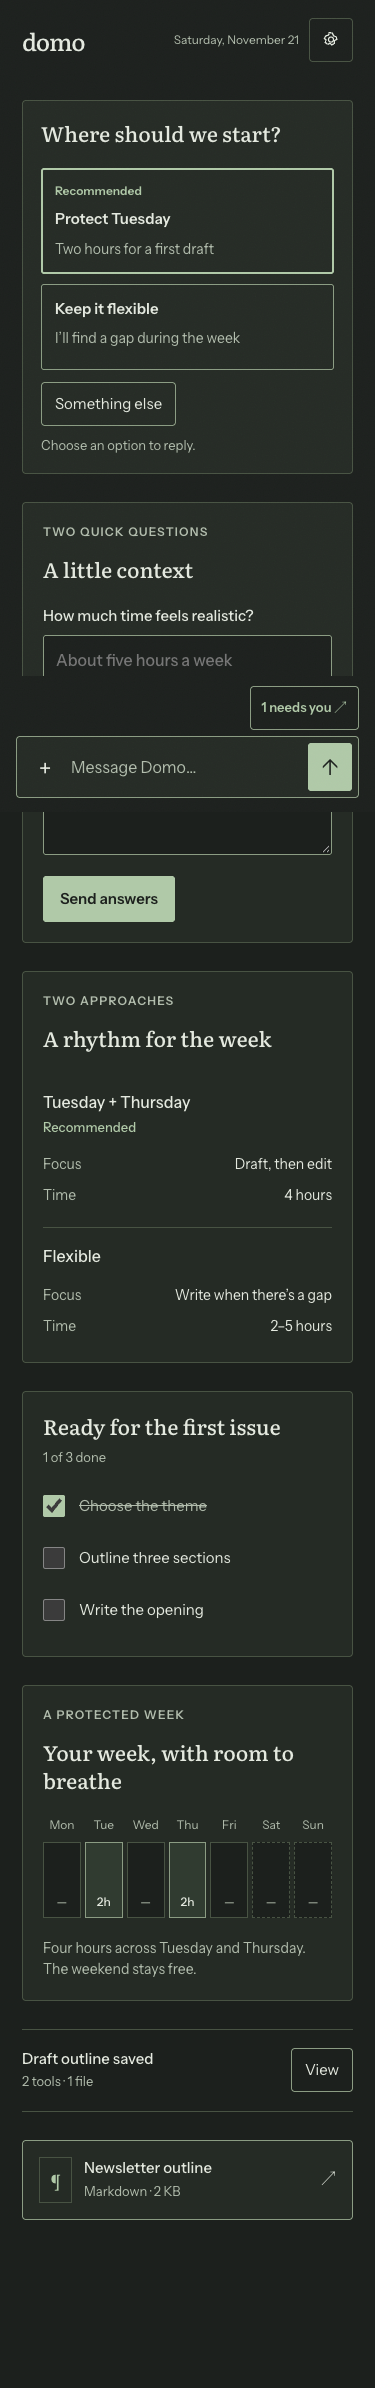 domo
Saturday, November 21
Where should we start?
Recommended
Protect Tuesday
Two hours for a first draft
Keep it flexible
I'll find a gap during the week
Something else
Choose an option to reply.
TWO QUICK QUESTIONS
A little context
How much time feels realistic?
About five hours a week
1 needs you ↗
+ Message Domo...
Send answers
TWO APPROACHES
A rhythm for the week
Tuesday + Thursday
Recommended
Focus Draft, then edit
Time 4 hours
Flexible
Focus Write when there's a gap
Time 2–5 hours
Ready for the first issue
1 of 3 done
Choose the theme
Outline three sections
Write the opening
A PROTECTED WEEK
Your week, with room to
breathe
Mon Tue Wed Thu Fri Sat Sun
– 2h – 2h – – –
Four hours across Tuesday and Thursday.
The weekend stays free.
Draft outline saved
2 tools · 1 file
View
¶
Newsletter outline
Markdown · 2 KB
↗